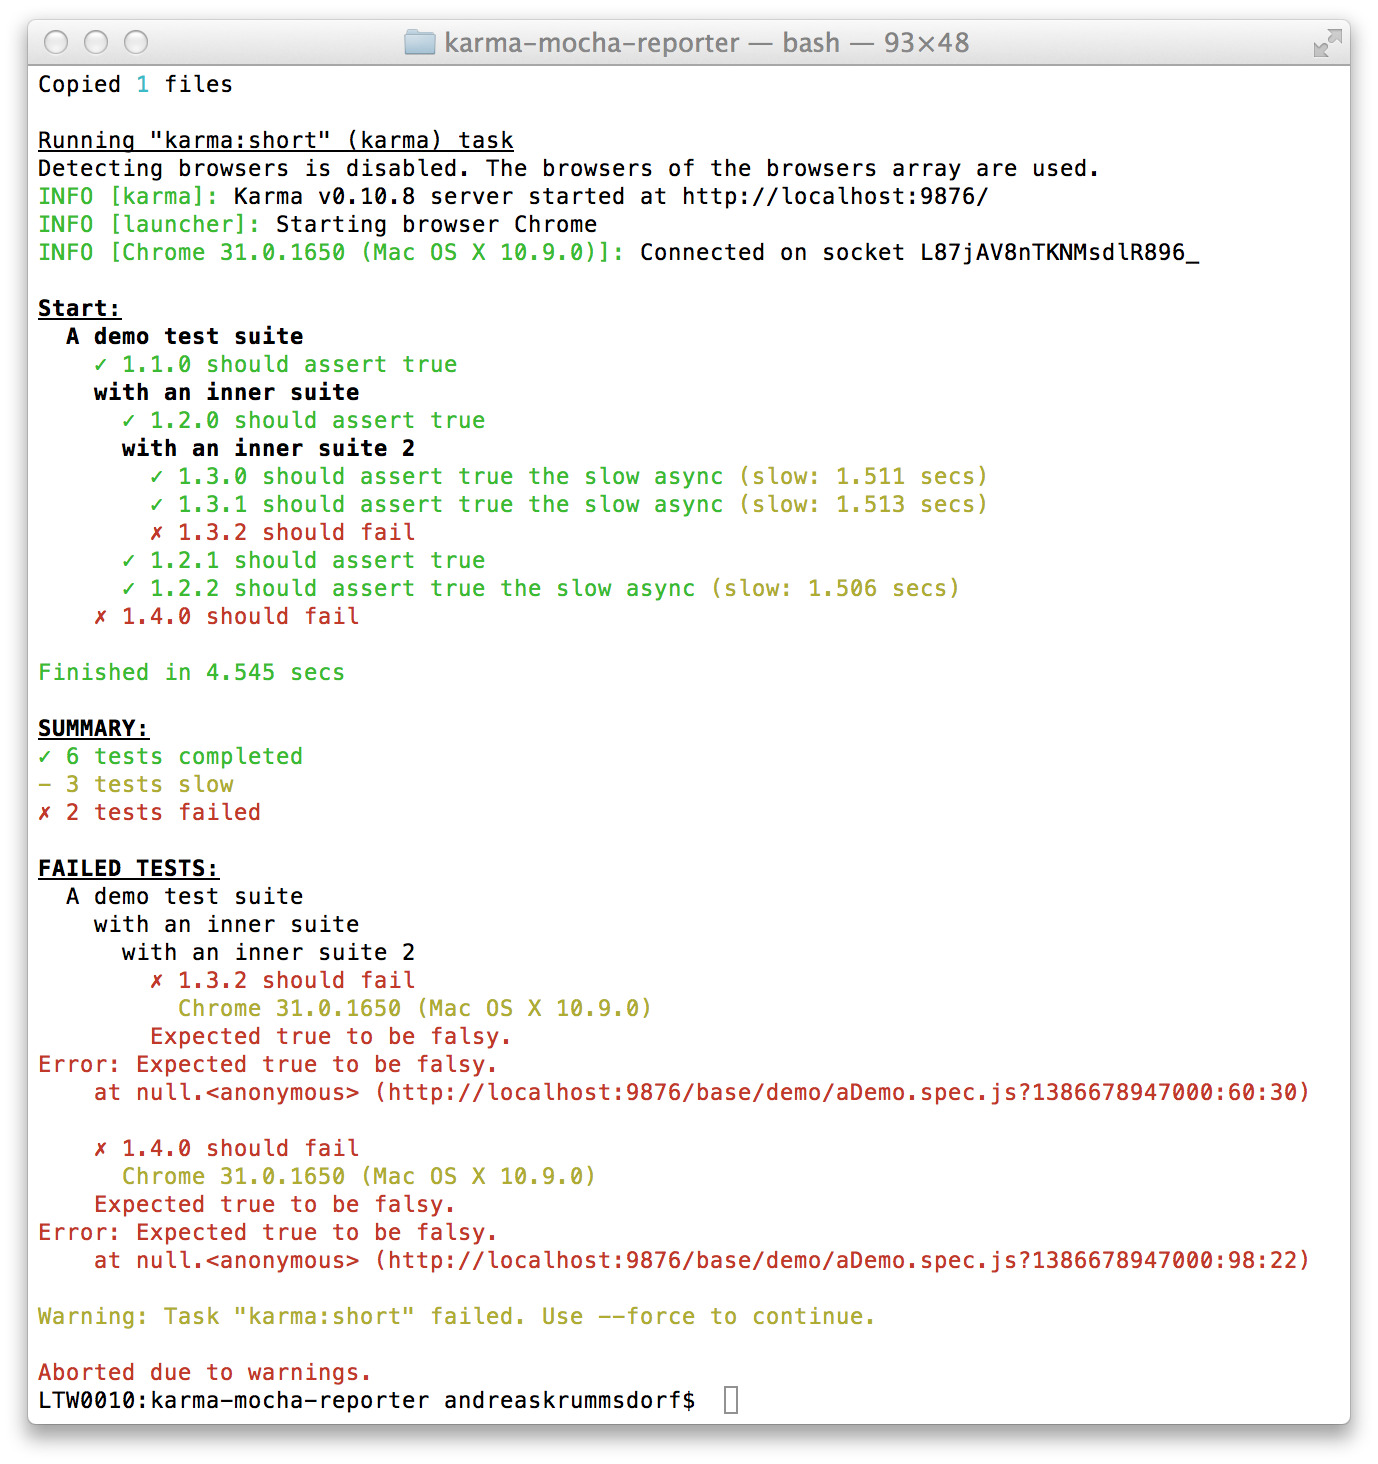 karma-mocha-reporter — bash — 93×48
Copied 1 files
Running "karma:short" (karma) task
Detecting browsers is disabled. The browsers of the browsers array are used.
INFO [karma]: Karma v0.10.8 server started at http://localhost:9876/
INFO [launcher]: Starting browser Chrome
INFO [Chrome 31.0.1650 (Mac OS X 10.9.0)]: Connected on socket L87jAV8nTKNMsdlR896_
Start:
A demo test suite
✓ 1.1.0 should assert true
with an inner suite
✓ 1.2.0 should assert true
with an inner suite 2
✓ 1.3.0 should assert true the slow async (slow: 1.511 secs)
✓ 1.3.1 should assert true the slow async (slow: 1.513 secs)
✗ 1.3.2 should fail
✓ 1.2.1 should assert true
✓ 1.2.2 should assert true the slow async (slow: 1.506 secs)
✗ 1.4.0 should fail
Finished in 4.545 secs
SUMMARY:
✓ 6 tests completed
- 3 tests slow
✗ 2 tests failed
FAILED TESTS:
A demo test suite
with an inner suite
with an inner suite 2
✗ 1.3.2 should fail
Chrome 31.0.1650 (Mac OS X 10.9.0)
Expected true to be falsy.
Error: Expected true to be falsy.
at null.<anonymous> (http://localhost:9876/base/demo/aDemo.spec.js?1386678947000:60:30)
✗ 1.4.0 should fail
Chrome 31.0.1650 (Mac OS X 10.9.0)
Expected true to be falsy.
Error: Expected true to be falsy.
at null.<anonymous> (http://localhost:9876/base/demo/aDemo.spec.js?1386678947000:98:22)
Warning: Task "karma:short" failed. Use --force to continue.
Aborted due to warnings.
LTW0010:karma-mocha-reporter andreaskrummsdorf$